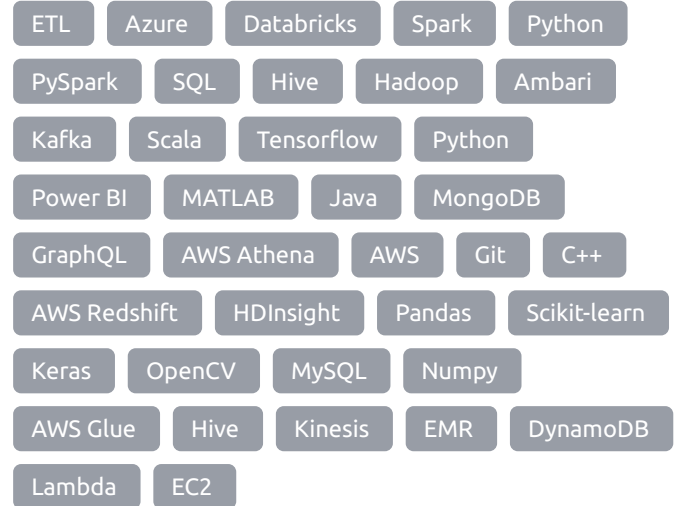 ETL Azure Databricks Spark Python
PySpark SQL Hive Hadoop Ambari
Kafka Scala Tensorflow Python
Power BI MATLAB Java MongoDB
GraphQL AWS Athena AWS Git C++
AWS Redshift HDInsight Pandas Scikit-learn
Keras OpenCV MySQL Numpy
AWS Glue Hive Kinesis EMR DynamoDB
Lambda EC2